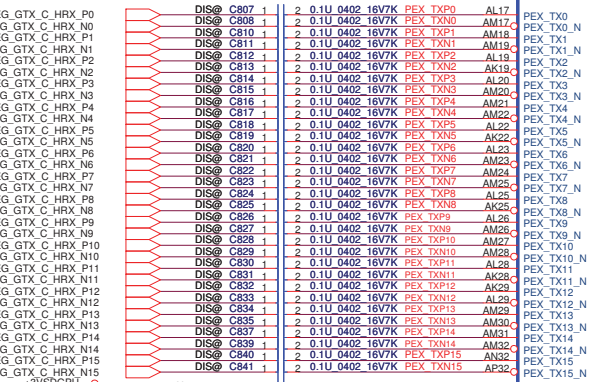 G_GTX_C_HRX_P0 DIS@ C807 1 2 0.1U_0402_16V7K PEX_TXP0 AL17 PEX_TX0
G_GTX_C_HRX_N0 DIS@ C808 1 2 0.1U_0402_16V7K PEX_TXN0 AM17 PEX_TX0_N
G_GTX_C_HRX_P1 DIS@ C810 1 2 0.1U_0402_16V7K PEX_TXP1 AM18 PEX_TX1
G_GTX_C_HRX_N1 DIS@ C811 1 2 0.1U_0402_16V7K PEX_TXN1 AM19 PEX_TX1_N
G_GTX_C_HRX_P2 DIS@ C812 1 2 0.1U_0402_16V7K PEX_TXP2 AL19 PEX_TX2
G_GTX_C_HRX_N2 DIS@ C813 1 2 0.1U_0402_16V7K PEX_TXN2 AK19 PEX_TX2_N
G_GTX_C_HRX_P3 DIS@ C814 1 2 0.1U_0402_16V7K PEX_TXP3 AL20 PEX_TX3
G_GTX_C_HRX_N3 DIS@ C815 1 2 0.1U_0402_16V7K PEX_TXN3 AM20 PEX_TX3_N
G_GTX_C_HRX_P4 DIS@ C816 1 2 0.1U_0402_16V7K PEX_TXP4 AM21 PEX_TX4
G_GTX_C_HRX_N4 DIS@ C817 1 2 0.1U_0402_16V7K PEX_TXN4 AM22 PEX_TX4_N
G_GTX_C_HRX_P5 DIS@ C818 1 2 0.1U_0402_16V7K PEX_TXP5 AL22 PEX_TX5
G_GTX_C_HRX_N5 DIS@ C819 1 2 0.1U_0402_16V7K PEX_TXN5 AK22 PEX_TX5_N
G_GTX_C_HRX_P6 DIS@ C820 1 2 0.1U_0402_16V7K PEX_TXP6 AL23 PEX_TX6
G_GTX_C_HRX_N6 DIS@ C821 1 2 0.1U_0402_16V7K PEX_TXN6 AM23 PEX_TX6_N
G_GTX_C_HRX_P7 DIS@ C822 1 2 0.1U_0402_16V7K PEX_TXP7 AM24 PEX_TX7
G_GTX_C_HRX_N7 DIS@ C823 1 2 0.1U_0402_16V7K PEX_TXN7 AM25 PEX_TX7_N
G_GTX_C_HRX_P8 DIS@ C824 1 2 0.1U_0402_16V7K PEX_TXP8 AL25 PEX_TX8
G_GTX_C_HRX_N8 DIS@ C825 1 2 0.1U_0402_16V7K PEX_TXN8 AK25 PEX_TX8_N
G_GTX_C_HRX_P9 DIS@ C826 1 2 0.1U_0402_16V7K PEX_TXP9 AL26 PEX_TX9
G_GTX_C_HRX_N9 DIS@ C827 1 2 0.1U_0402_16V7K PEX_TXN9 AM26 PEX_TX9_N
G_GTX_C_HRX_P10 DIS@ C828 1 2 0.1U_0402_16V7K PEX_TXP10 AM27 PEX_TX10
G_GTX_C_HRX_N10 DIS@ C829 1 2 0.1U_0402_16V7K PEX_TXN10 AM28 PEX_TX10_N
G_GTX_C_HRX_P11 DIS@ C830 1 2 0.1U_0402_16V7K PEX_TXP11 AL28 PEX_TX11
G_GTX_C_HRX_N11 DIS@ C831 1 2 0.1U_0402_16V7K PEX_TXN11 AK28 PEX_TX11_N
G_GTX_C_HRX_P12 DIS@ C832 1 2 0.1U_0402_16V7K PEX_TXP12 AK29 PEX_TX12
G_GTX_C_HRX_N12 DIS@ C833 1 2 0.1U_0402_16V7K PEX_TXN12 AL29 PEX_TX12_N
G_GTX_C_HRX_P13 DIS@ C834 1 2 0.1U_0402_16V7K PEX_TXP13 AM29 PEX_TX13
G_GTX_C_HRX_N13 DIS@ C835 1 2 0.1U_0402_16V7K PEX_TXN13 AM30 PEX_TX13_N
G_GTX_C_HRX_P14 DIS@ C837 1 2 0.1U_0402_16V7K PEX_TXP14 AM31 PEX_TX14
G_GTX_C_HRX_N14 DIS@ C839 1 2 0.1U_0402_16V7K PEX_TXN14 AM32 PEX_TX14_N
G_GTX_C_HRX_P15 DIS@ C840 1 2 0.1U_0402_16V7K PEX_TXP15 AN32 PEX_TX15
G_GTX_C_HRX_N15 DIS@ C841 1 2 0.1U_0402_16V7K PEX_TXN15 AP32 PEX_TX15_N